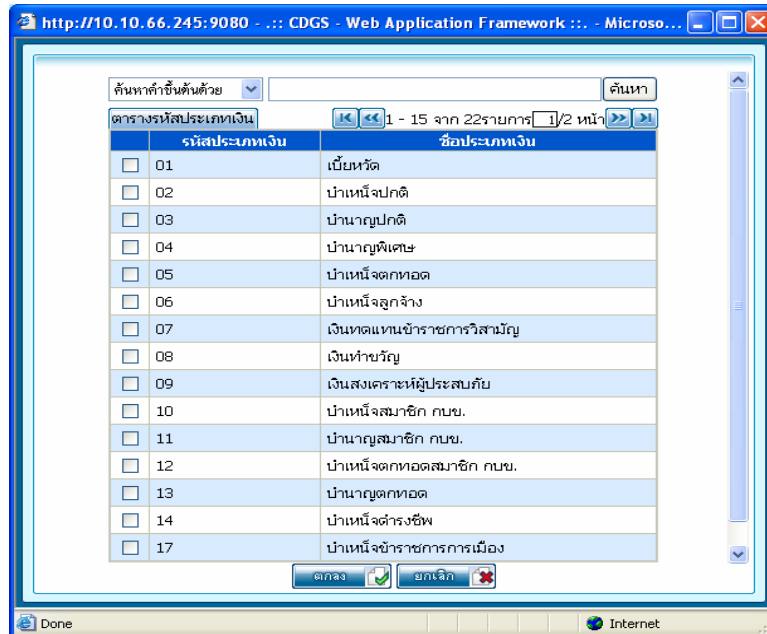 http://10.10.66.245:9080 - .:: CDGS - Web Application Framework ::. - Microso...
ค้นหาคำขึ้นต้นด้วย ค้นหา
ตารางรหัสประเภทเงิน 1 - 15 จาก 22รายการ 1/2 หน้า
รหัสประเภทเงิน ชื่อประเภทเงิน
01 เบี้ยหวัด
02 บำเหน็จปกติ
03 บำนาญปกติ
04 บำนาญพิเศษ
05 บำเหน็จตกทอด
06 บำเหน็จลูกจ้าง
07 เงินทดแทนข้าราชการวิสามัญ
08 เงินทำขวัญ
09 เงินสงเคราะห์ผู้ประสบภัย
10 บำเหน็จสมาชิก กบข.
11 บำนาญสมาชิก กบข.
12 บำเหน็จตกทอดสมาชิก กบข.
13 บำนาญตกทอด
14 บำเหน็จดำรงชีพ
17 บำเหน็จข้าราชการการเมือง
ตกลง ยกเลิก
Done Internet